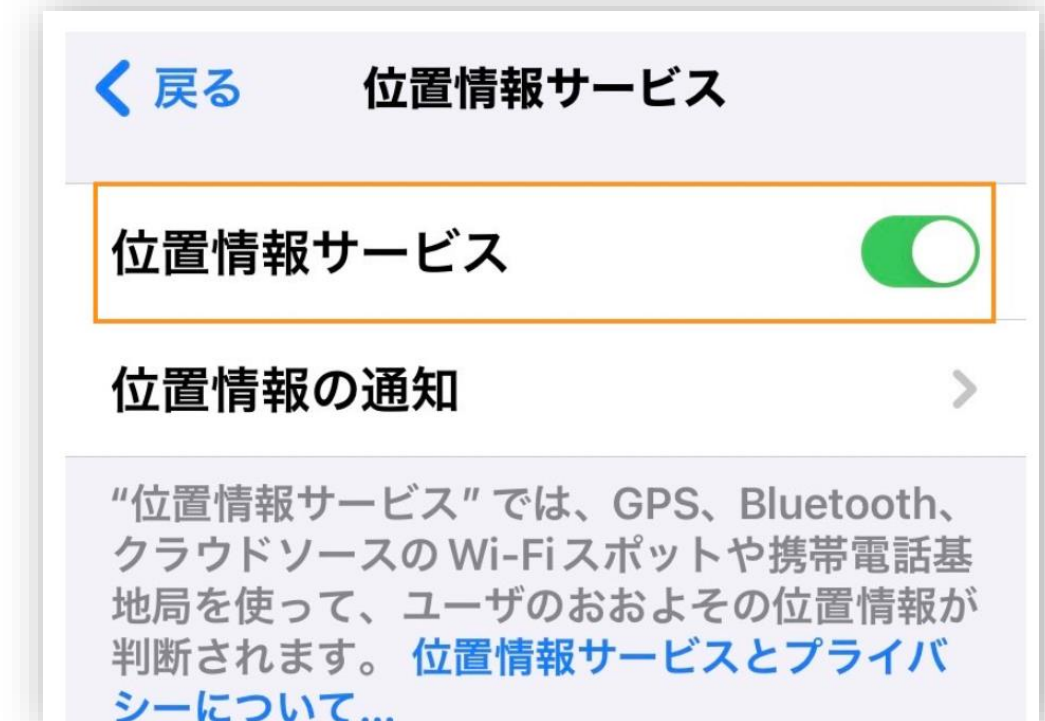 戻る 位置情報サービス
位置情報サービス
位置情報の通知
“位置情報サービス” では、GPS、Bluetooth、
クラウドソースの Wi-Fiスポットや携帯電話基
地局を使って、ユーザのおおよその位置情報が
判断されます。 位置情報サービスとプライバ
シーについて...